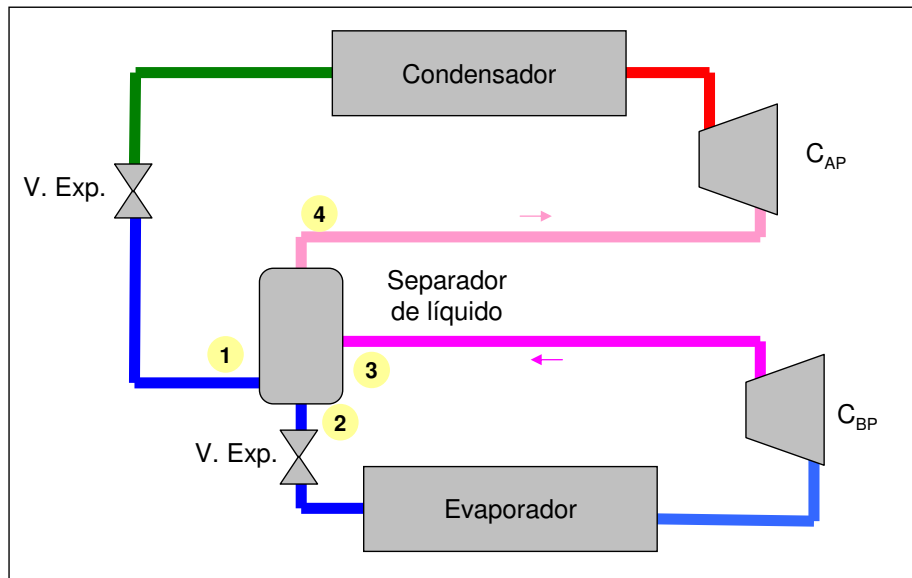 Condensador
C_AP
V. Exp.
4
Separador
de líquido
1
3
2
C_BP
V. Exp.
Evaporador